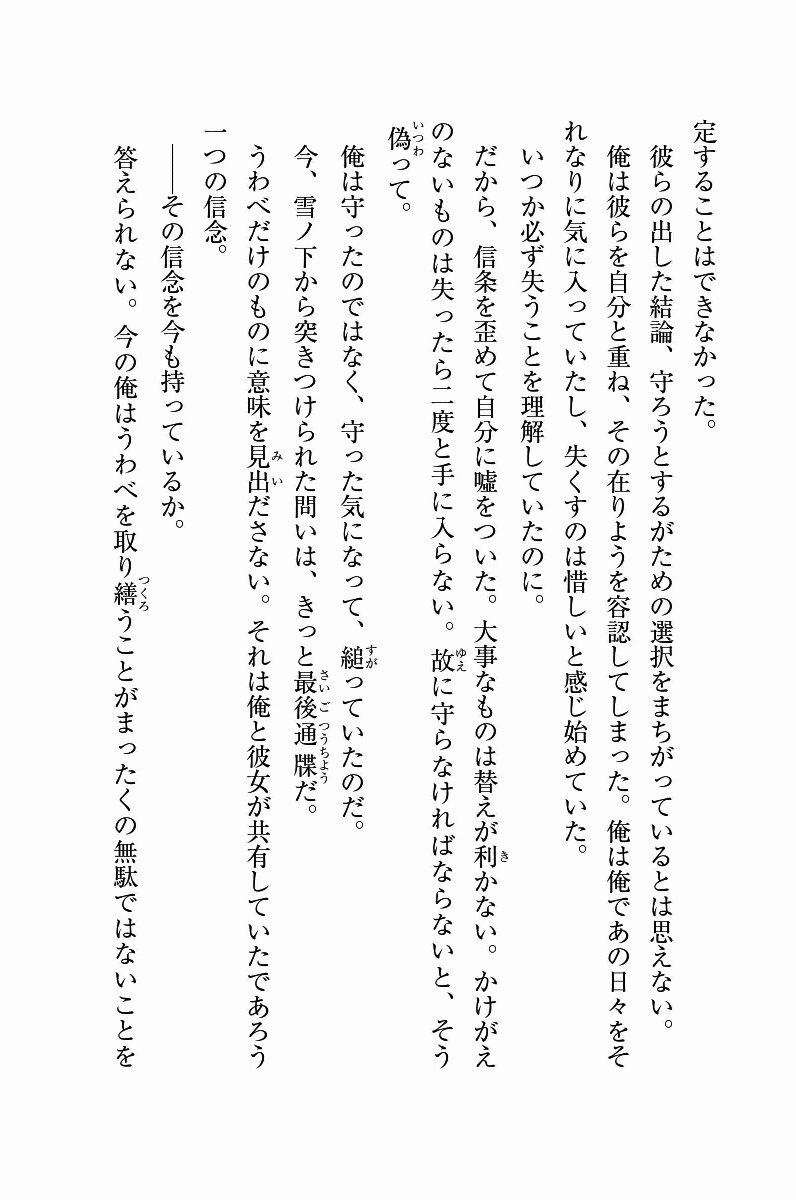 定することはできなかった。
　彼らの出した結論、守ろうとするがための選択をまちがっているとは思えない。
　俺は彼らを自分と重ね、その在りようを容認してしまった。俺は俺であの日々をそ
れなりに気に入っていたし、失くすのは惜しいと感じ始めていた。
　いつか必ず失うことを理解していたのに。
　だから、信条を歪めて自分に嘘をついた。大事なものは替えが利かない。かけがえ
のないものは失ったら二度と手に入らない。故に守らなければならないと、そう
偽って。
　俺は守ったのではなく、守った気になって、縋っていたのだ。
　今、雪ノ下から突きつけられた問いは、きっと最後通牒だ。
　うわべだけのものに意味を見出ださない。それは俺と彼女が共有していたであろう
一つの信念。
　――その信念を今も持っているか。
　答えられない。今の俺はうわべを取り繕うことがまったくの無駄ではないことを